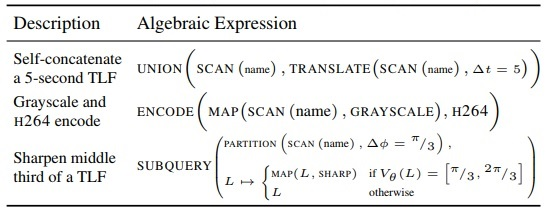 Description Algebraic Expression
Self-concatenate
a 5-second TLF
UNION(SCAN (name), TRANSLATE(SCAN (name), Δt = 5))
Grayscale and
H264 encode
ENCODE(MAP(SCAN (name), GRAYSCALE), H264)
Sharpen middle
third of a TLF
SUBQUERY(PARTITION (SCAN (name), Δϕ = π/3),
L ↦ { MAP(L, SHARP) if Vθ(L) = [π/3, 2π/3]
L otherwise